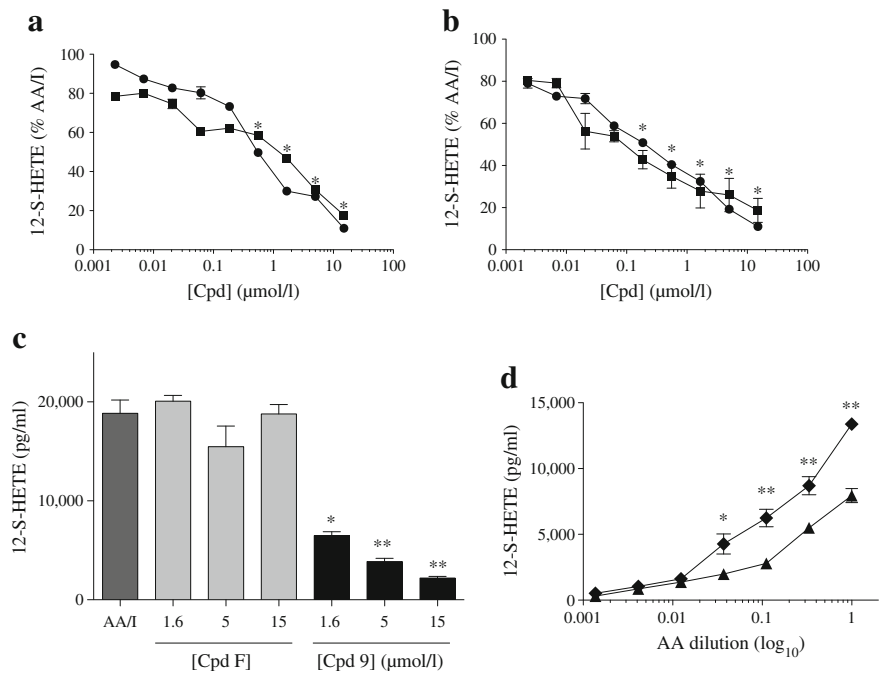 a
100
80
60
40
20
0
12-S-HETE (% AA/I)
* * * *
0.001 0.01 0.1 1 10 100
[Cpd] (µmol/l)
b
100
80
60
40
20
0
12-S-HETE (% AA/I)
* * * * *
0.001 0.01 0.1 1 10 100
[Cpd] (µmol/l)
c
20,000
10,000
0
12-S-HETE (pg/ml)
* ** **
AA/I 1.6 5 15 1.6 5 15
[Cpd F] [Cpd 9] (µmol/l)
d
15,000
10,000
5,000
0
12-S-HETE (pg/ml)
* ** ** **
0.001 0.01 0.1 1
AA dilution (log10)